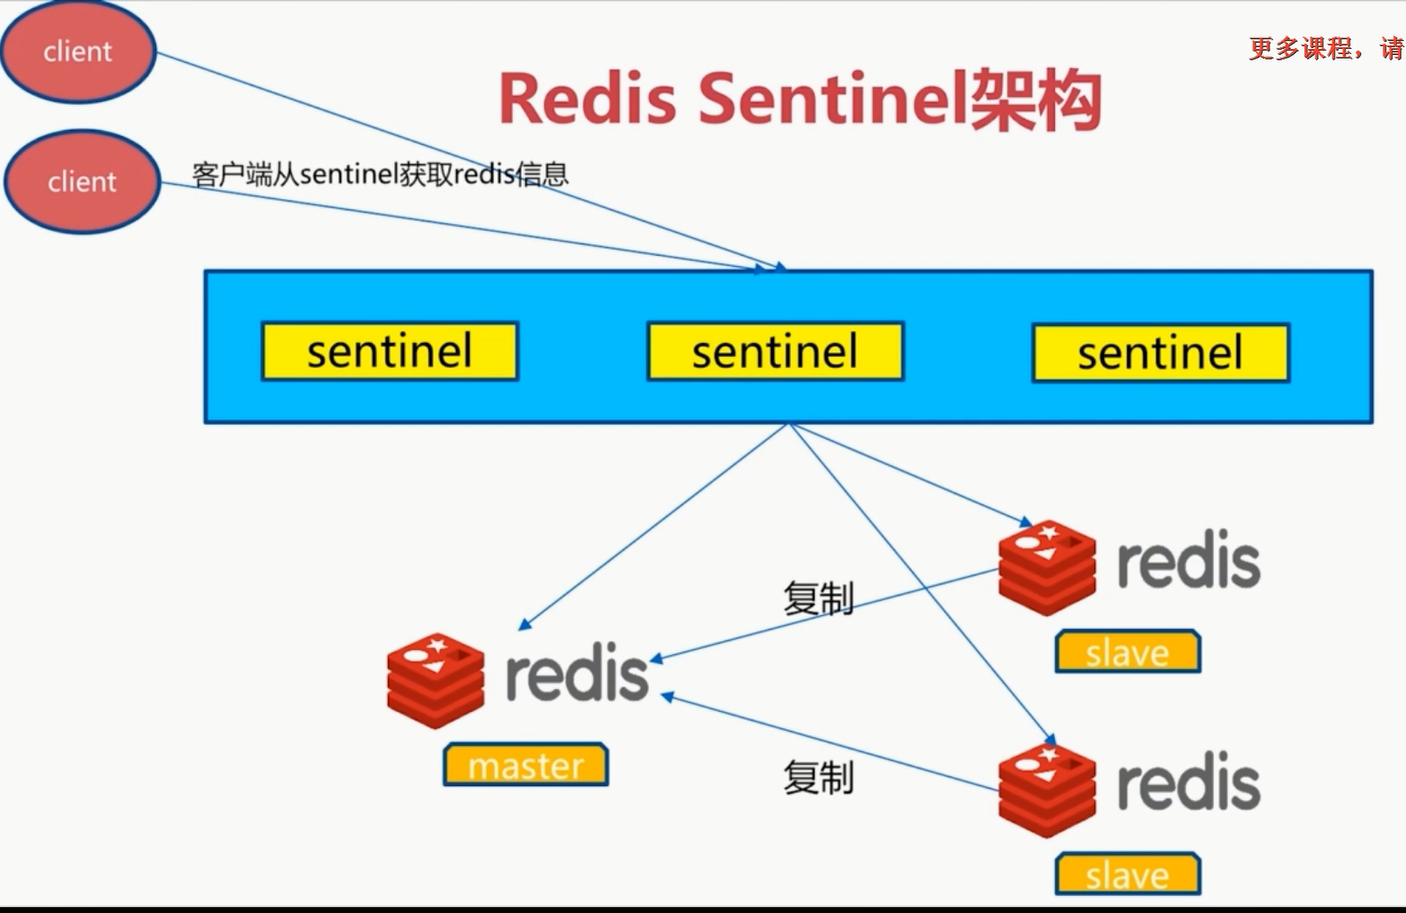 client
更多课程，请
Redis Sentinel架构
client
客户端从sentinel获取redis信息
sentinel
sentinel
sentinel
redis
复制
slave
redis
master
复制
redis
slave